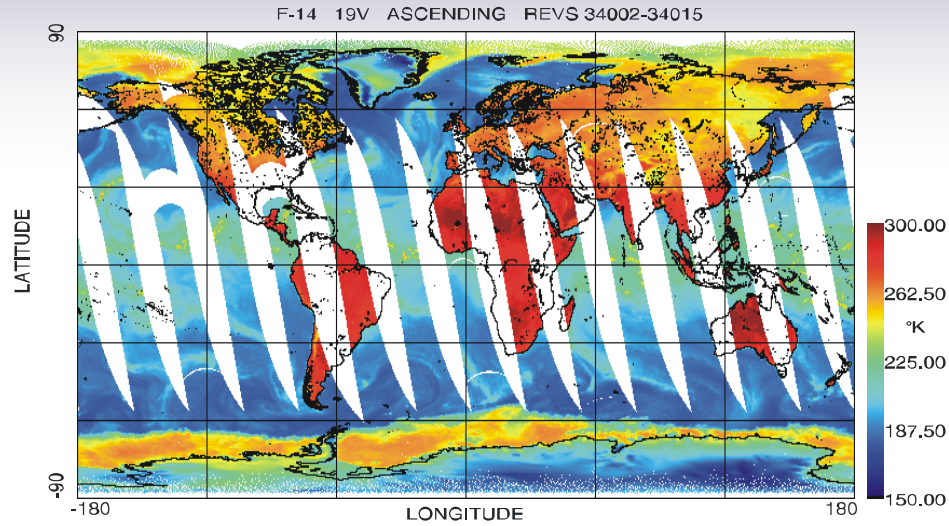 F-14 19V ASCENDING REVS 34002-34015
90
LATITUDE
-90
-180
LONGITUDE
180
300.00
262.50
°K
225.00
187.50
150.00